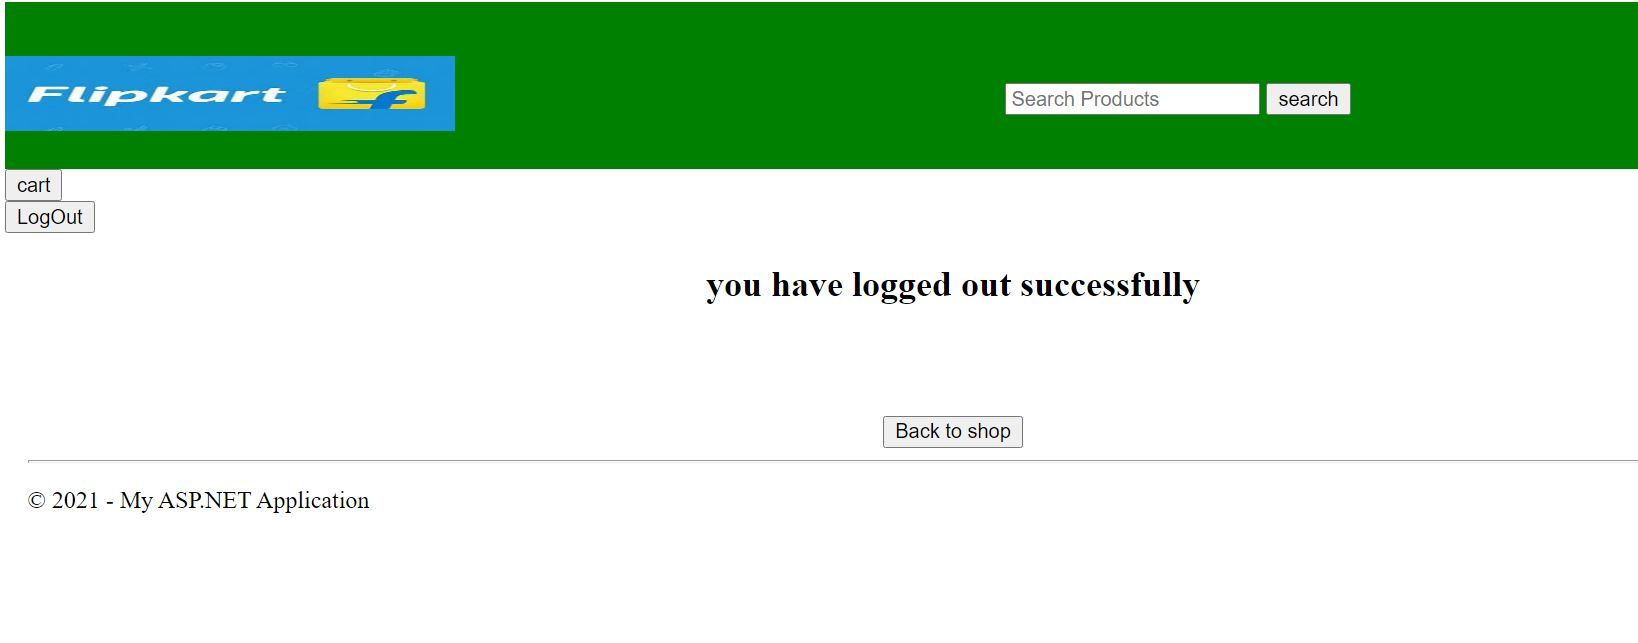 Flipkart
Search Products search
cart
LogOut
you have logged out successfully
Back to shop
© 2021 - My ASP.NET Application